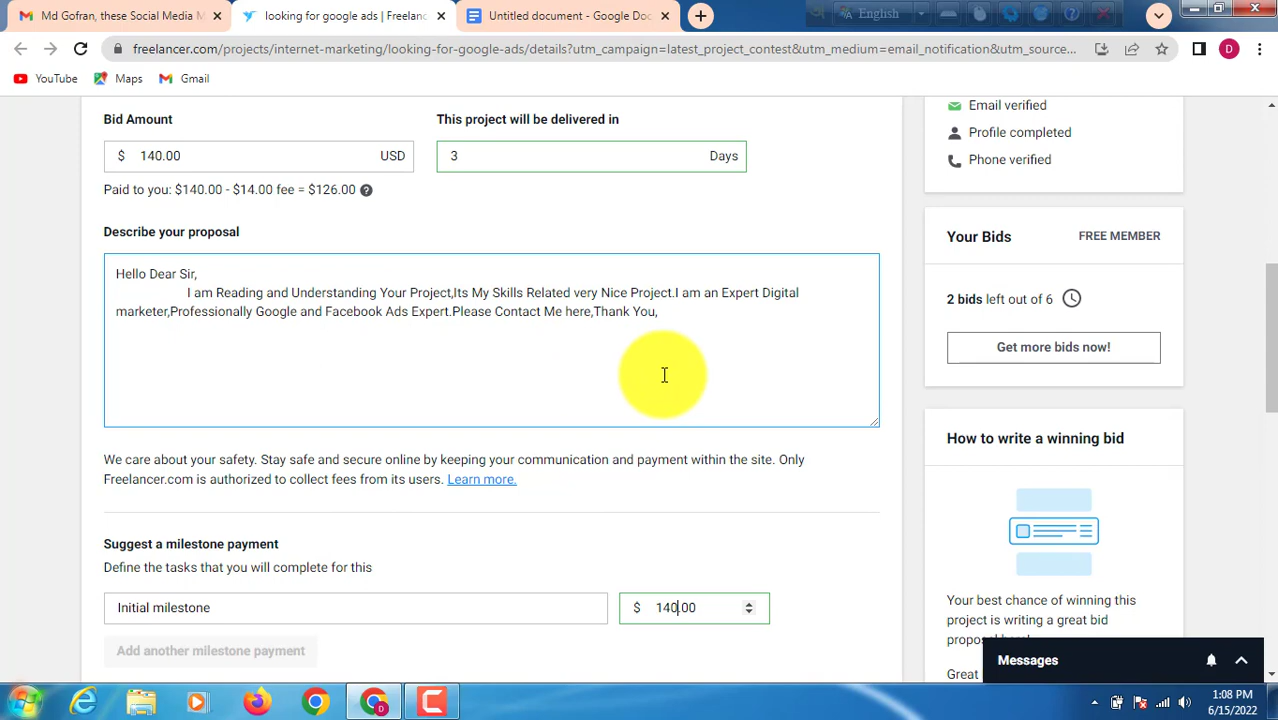 Md Gofran, these Social Media M
looking for google ads | Freelanc
Untitled document - Google Doc
English
freelancer.com/projects/internet-marketing/looking-for-google-ads/details?utm_campaign=latest_project_contest&utm_medium=email_notification&utm_source...
D
YouTube
Maps
Gmail
Bid Amount
This project will be delivered in
$ 140.00 USD
3 Days
Paid to you: $140.00 - $14.00 fee = $126.00
Describe your proposal
Hello Dear Sir,
I am Reading and Understanding Your Project,Its My Skills Related very Nice Project.I am an Expert Digital
marketer,Professionally Google and Facebook Ads Expert.Please Contact Me here,Thank You,
We care about your safety. Stay safe and secure online by keeping your communication and payment within the site. Only
Freelancer.com is authorized to collect fees from its users. Learn more.
Suggest a milestone payment
Define the tasks that you will complete for this
Initial milestone
$ 140.00
Add another milestone payment
Email verified
Profile completed
Phone verified
Your Bids
FREE MEMBER
2 bids left out of 6
Get more bids now!
How to write a winning bid
Your best chance of winning this
project is writing a great bid
Great
Messages
1:08 PM
6/15/2022